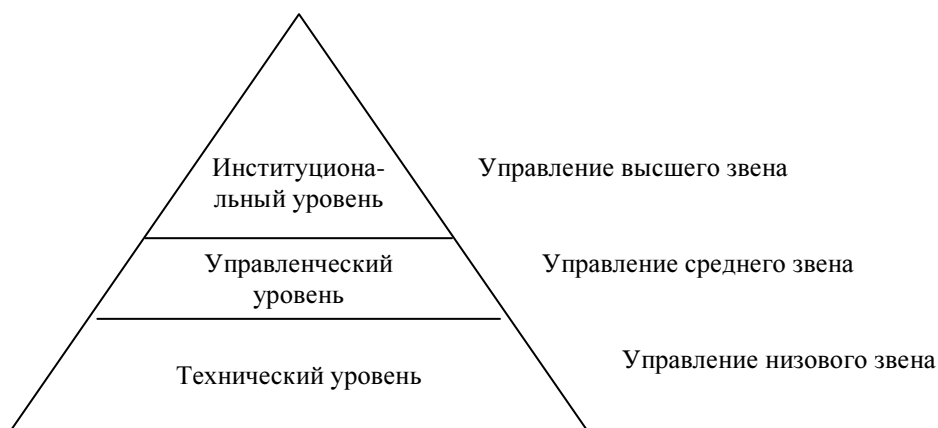 Институциона-
льный уровень
Управление высшего звена
Управленческий
уровень
Управление среднего звена
Технический уровень
Управление низового звена